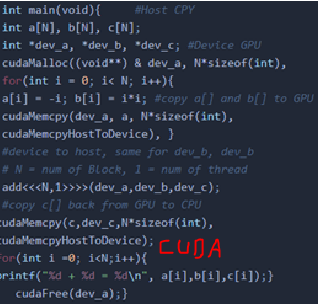 int main(void){ #Host CPY
int a[N], b[N], c[N];
int *dev_a, *dev_b, *dev_c; #Device GPU
cudaMalloc((void**) & dev_a, N*sizeof(int),
for(int i = 0; ic N; i++){
a[i] = -i; b[i] = i*i; #copy a[] and b[] to GPU
cudaMemcpy(dev_a, a, N*sizeof(int),
cudaMemcpyHostToDevice), }
#device to host, same for dev_b, dev_b
# N = num of Block, 1 = num of thread
add<<<N,1>>>>(dev_a,dev_b,dev_c);
#copy c[] back from GPU to CPU
cudaMemcpy(c,dev_c,N*sizeof(int),
cudaMemcpyHostToDevice); CUDA
for(int i =0; i<N;i++){
printf("%d + %d = %d\n", a[i],b[i],c[i]);}
cudaFree(dev_a);}